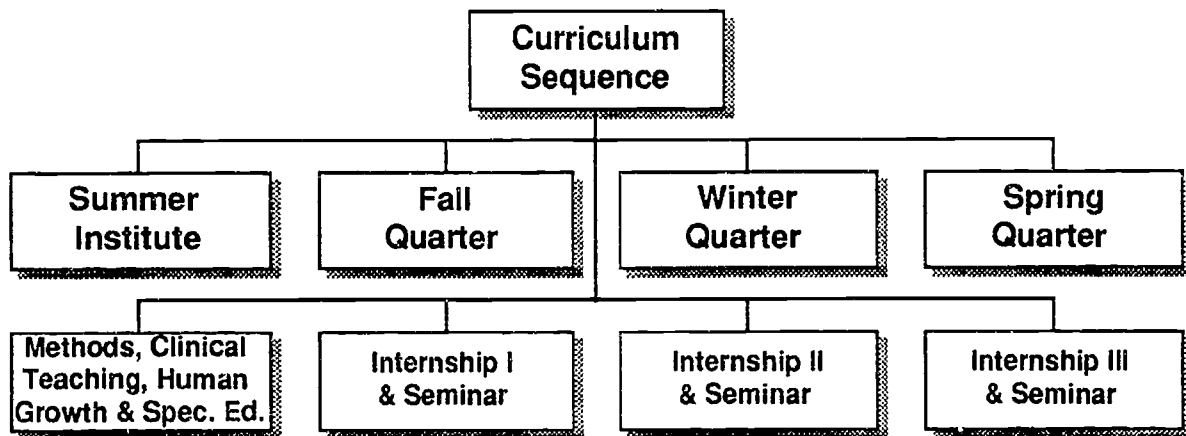 Curriculum
Sequence
Summer
Institute
Fall
Quarter
Winter
Quarter
Spring
Quarter
Methods, Clinical
Teaching, Human
Growth & Spec. Ed.
Internship I
& Seminar
Internship II
& Seminar
Internship III
& Seminar